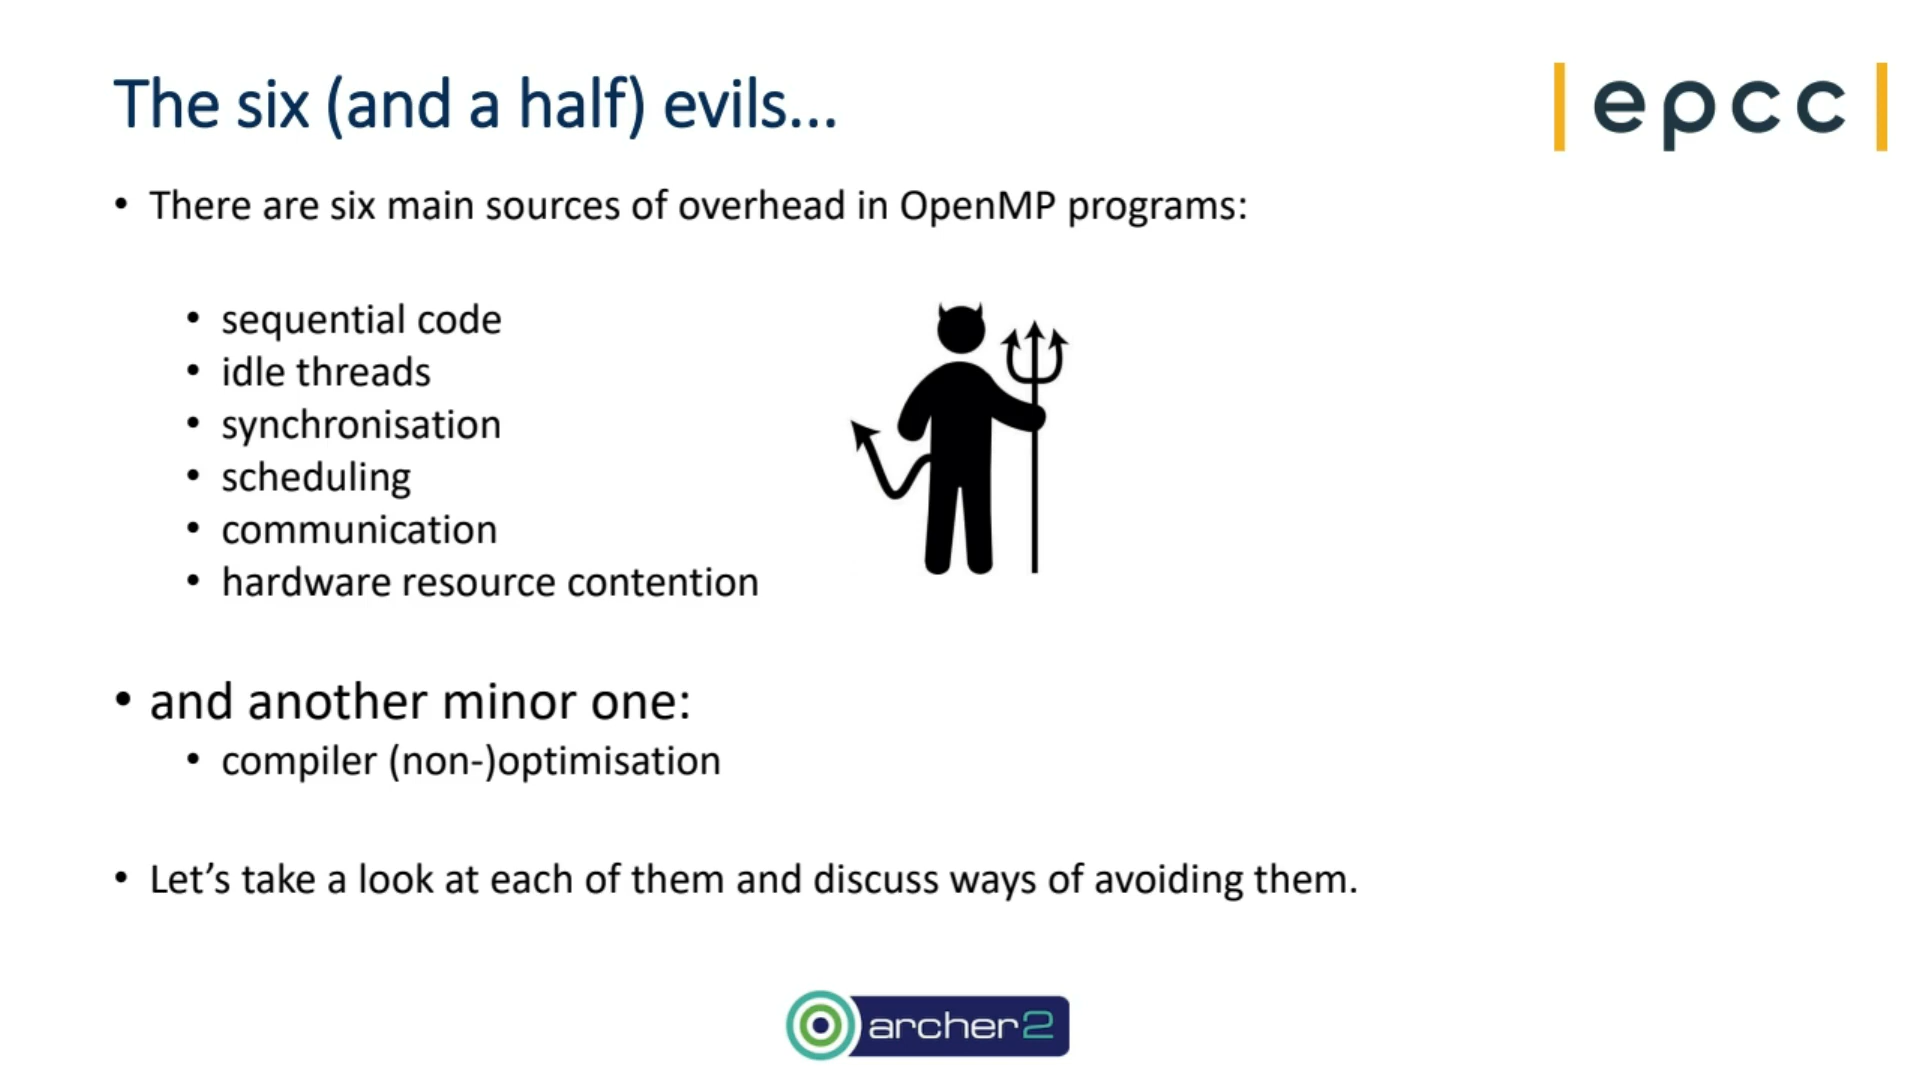 The six (and a half) evils...
|epcc|
• There are six main sources of overhead in OpenMP programs:
• sequential code
• idle threads
• synchronisation
• scheduling
• communication
• hardware resource contention
• and another minor one:
• compiler (non-)optimisation
• Let’s take a look at each of them and discuss ways of avoiding them.
archer2